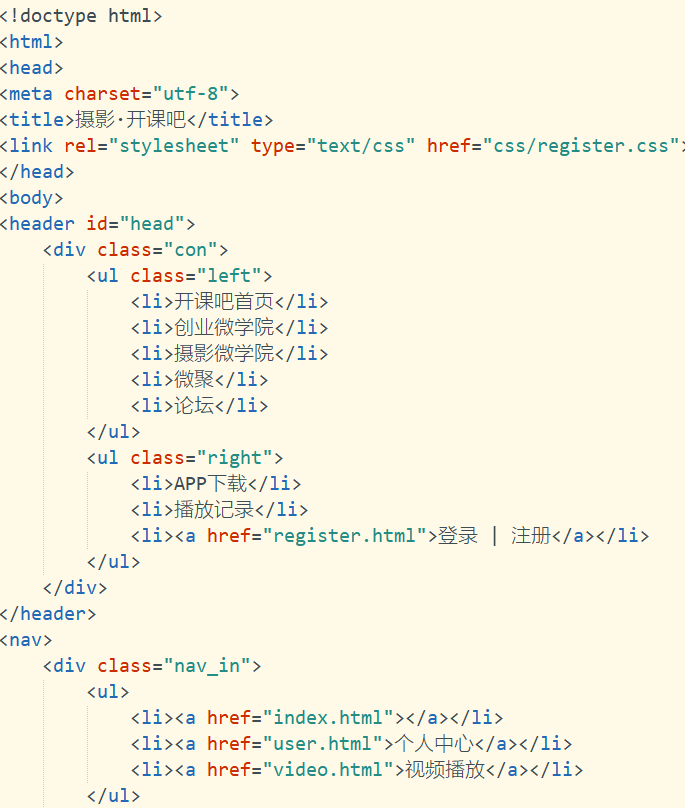 <!doctype html>
<html>
<head>
<meta charset="utf-8">
<title>摄影·开课吧</title>
<link rel="stylesheet" type="text/css" href="css/register.css">
</head>
<body>
<header id="head">
    <div class="con">
        <ul class="left">
            <li>开课吧首页</li>
            <li>创业微学院</li>
            <li>摄影微学院</li>
            <li>微聚</li>
            <li>论坛</li>
        </ul>
        <ul class="right">
            <li>APP下载</li>
            <li>播放记录</li>
            <li><a href="register.html">登录 | 注册</a></li>
        </ul>
    </div>
</header>
<nav>
    <div class="nav_in">
        <ul>
            <li><a href="index.html"></a></li>
            <li><a href="user.html">个人中心</a></li>
            <li><a href="video.html">视频播放</a></li>
        </ul>